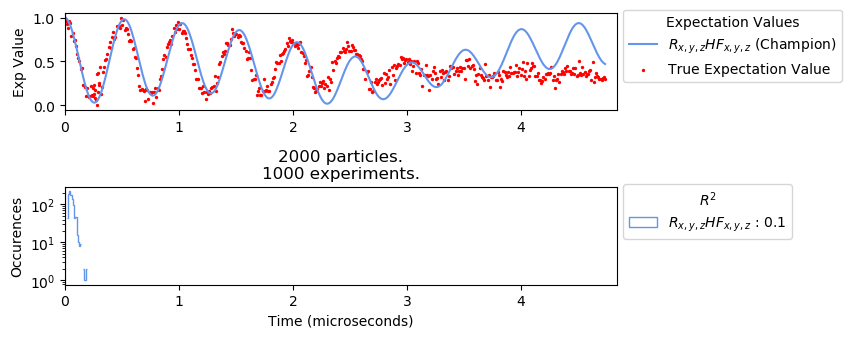 Expectation Values
R_{x,y,z}HF_{x,y,z} (Champion)
True Expectation Value
Exp Value
1.0
0.5
0.0
0 1 2 3 4
2000 particles.
1000 experiments.
R^2
R_{x,y,z}HF_{x,y,z} : 0.1
Occurences
10^2
10^1
10^0
0 1 2 3 4
Time (microseconds)